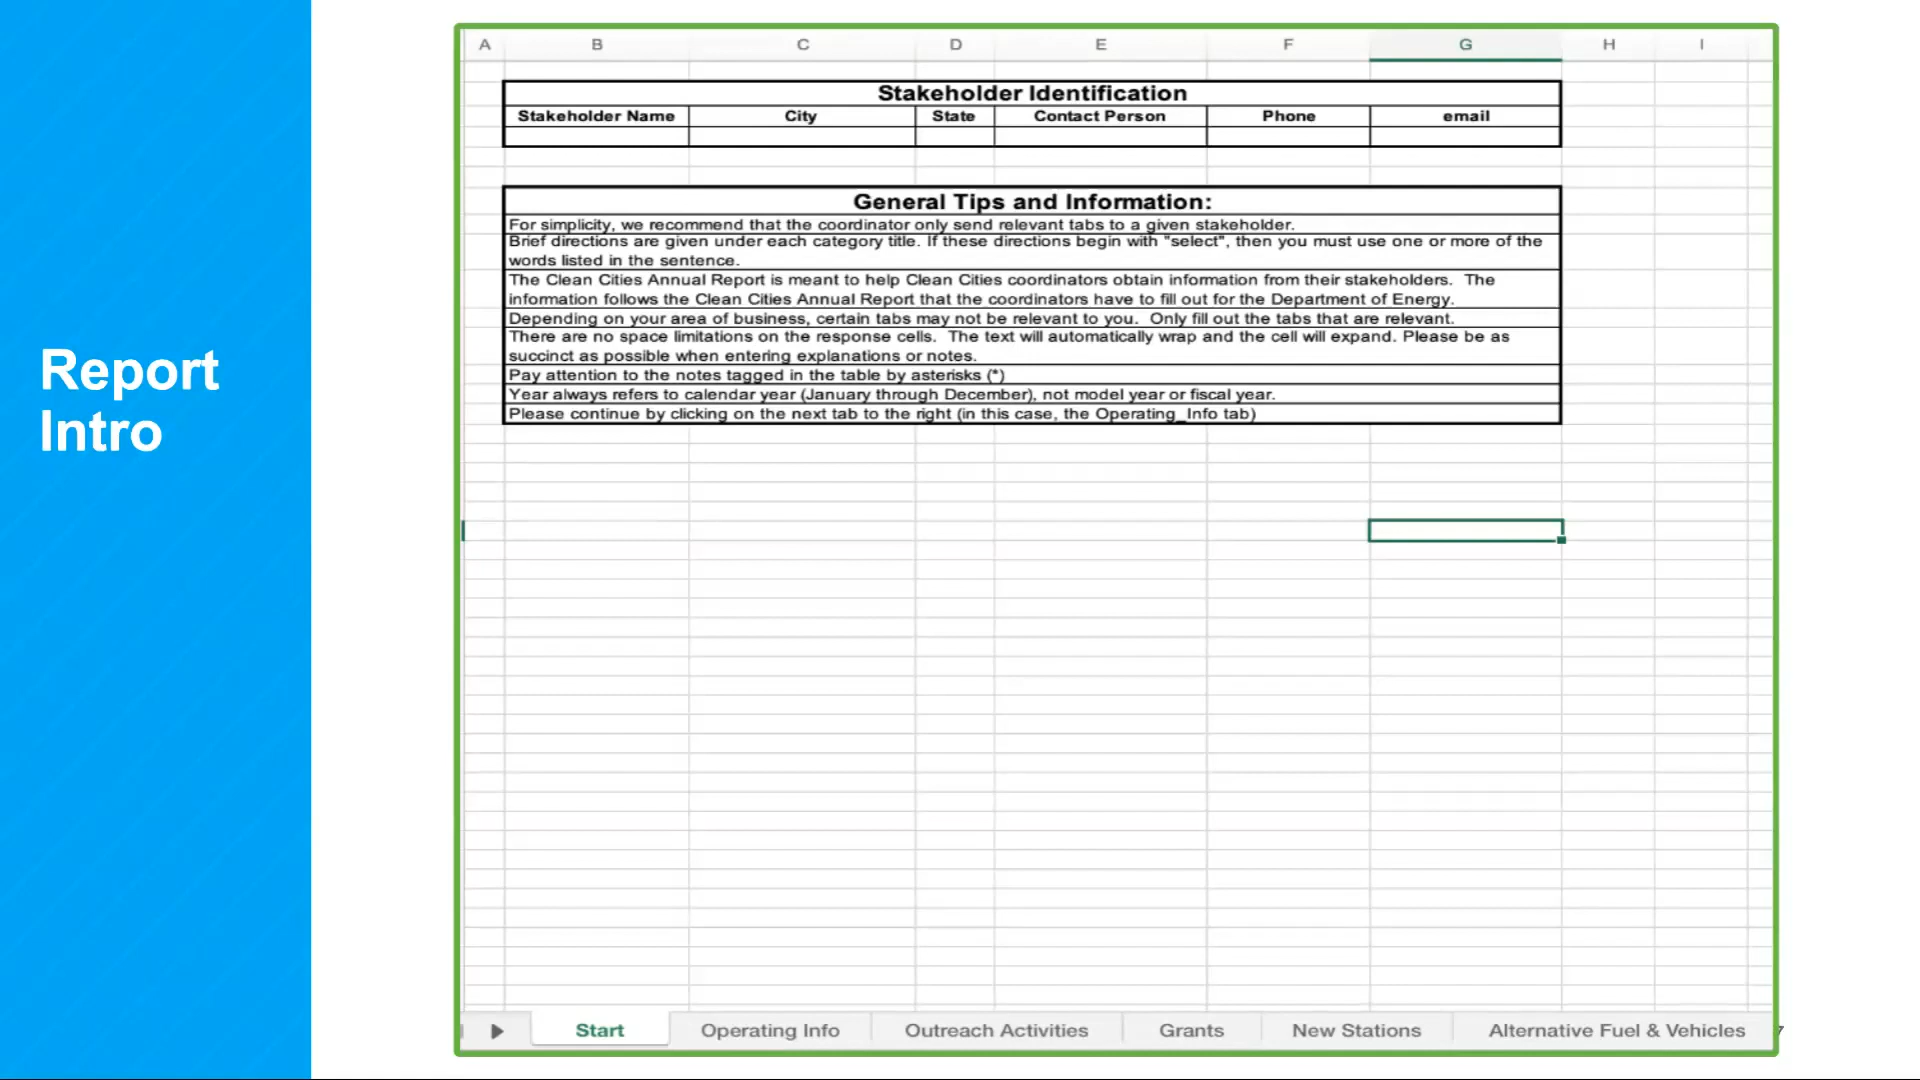 Report
Intro
A B C D E F G H I
Stakeholder Identification
Stakeholder Name City State Contact Person Phone email
General Tips and Information:
For simplicity, we recommend that the coordinator only send relevant tabs to a given stakeholder.
Brief directions are given under each category title. If these directions begin with "select", then you must use one or more of the
words listed in the sentence.
The Clean Cities Annual Report is meant to help Clean Cities coordinators obtain information from their stakeholders. The
information follows the Clean Cities Annual Report that the coordinators have to fill out for the Department of Energy.
Depending on your area of business, certain tabs may not be relevant to you. Only fill out the tabs that are relevant.
There are no space limitations on the response cells. The text will automatically wrap and the cell will expand. Please be as
succinct as possible when entering explanations or notes.
Pay attention to the notes tagged in the table by asterisks (*)
Year always refers to calendar year (January through December), not model year or fiscal year.
Please continue by clicking on the next tab to the right (in this case, the Operating_Info tab)
Start Operating Info Outreach Activities Grants New Stations Alternative Fuel & Vehicles